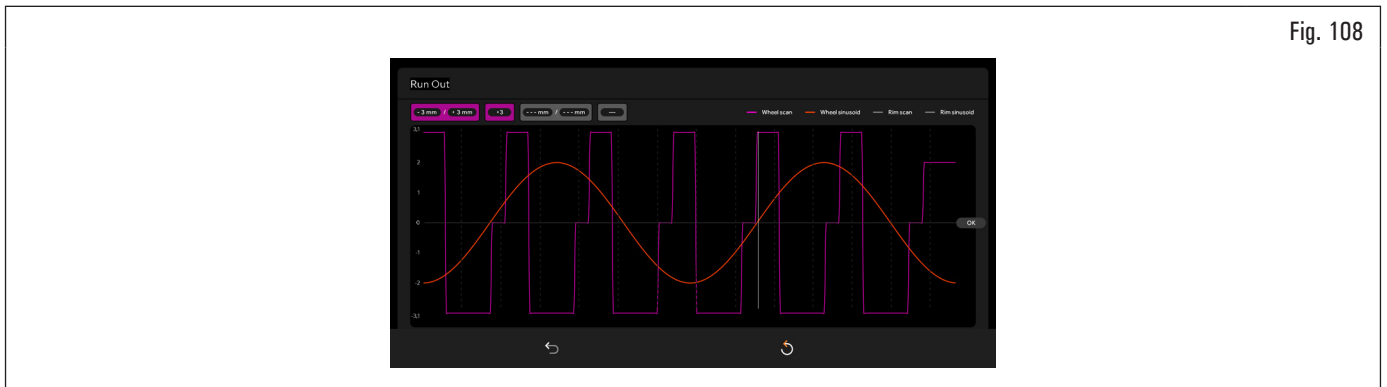 Fig. 108
Run Out
- 3 mm / + 3 mm +3 - - - mm / - - - mm --- Wheel scan Wheel sinusoid Rim scan Rim sinusoid
3,1
2
1
0 OK
-1
-2
-3,1